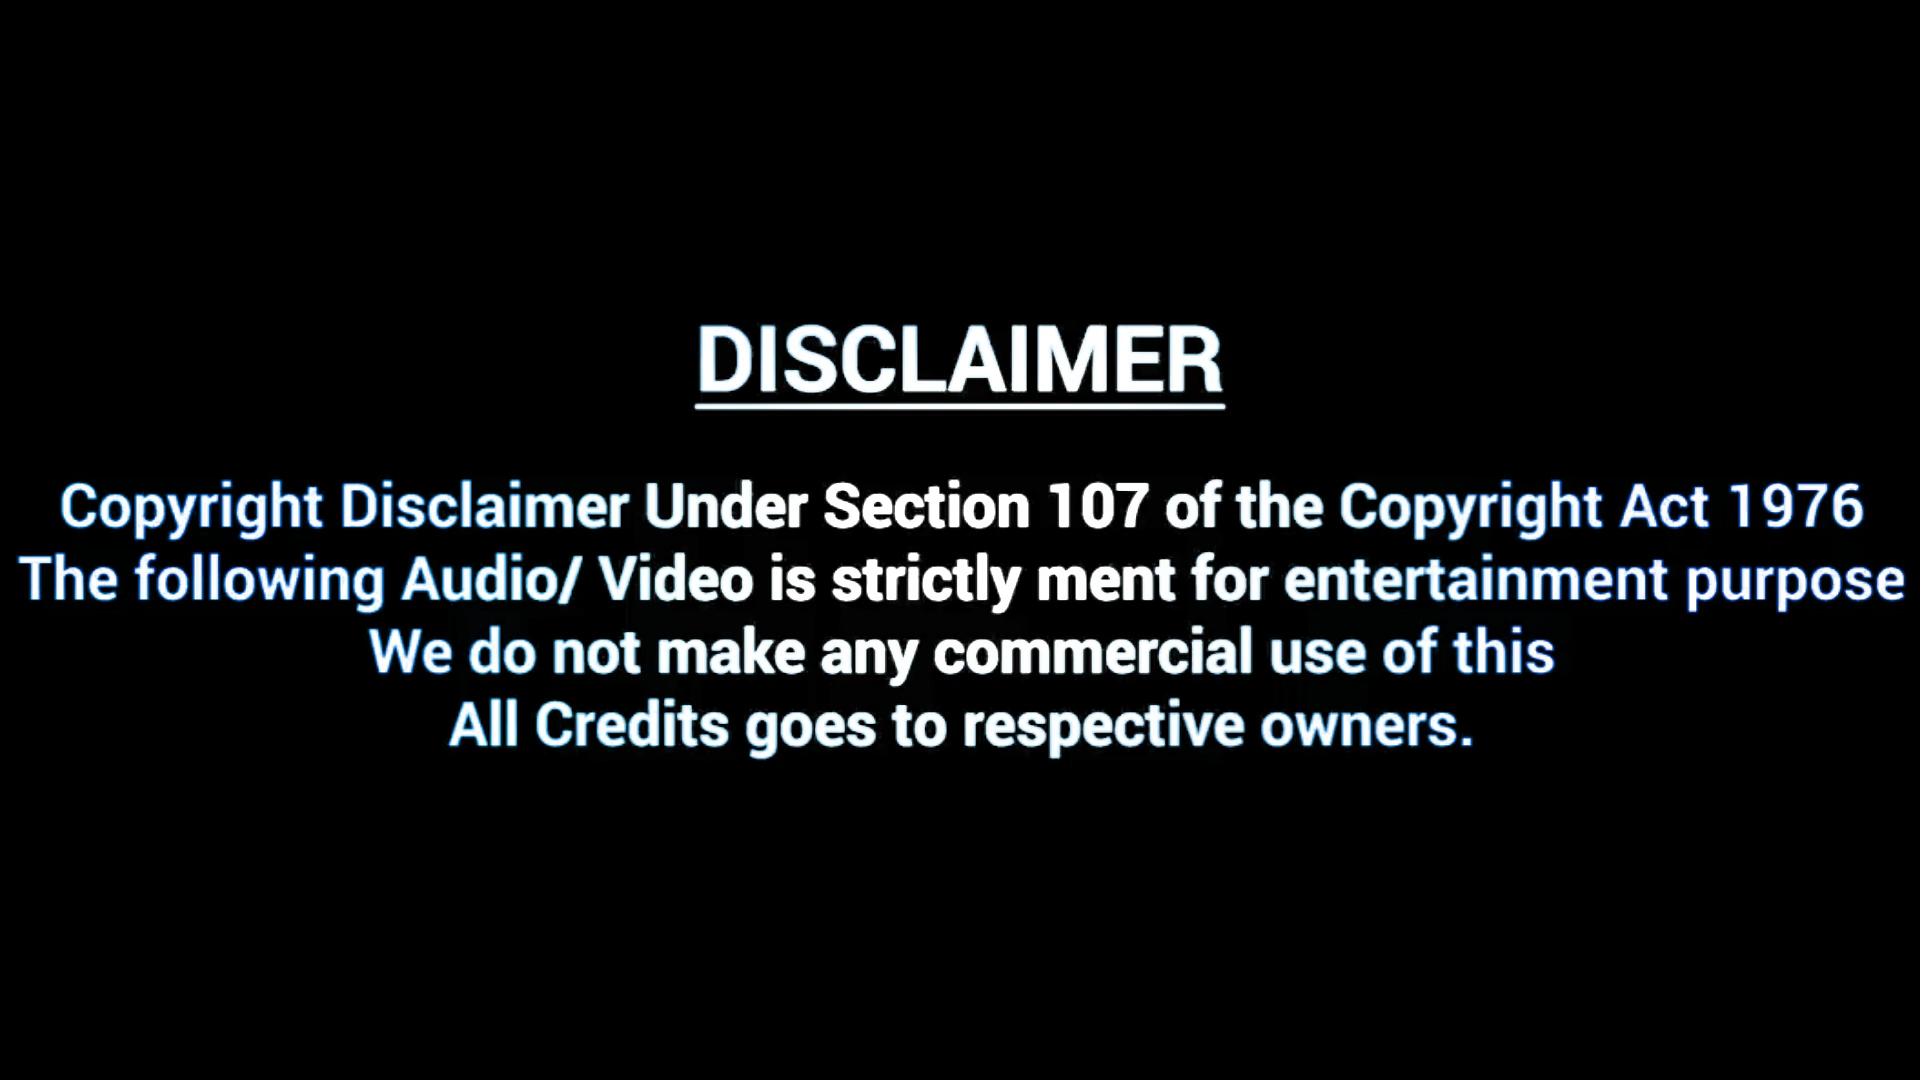 DISCLAIMER
Copyright Disclaimer Under Section 107 of the Copyright Act 1976
The following Audio/ Video is strictly ment for entertainment purpose
We do not make any commercial use of this
All Credits goes to respective owners.